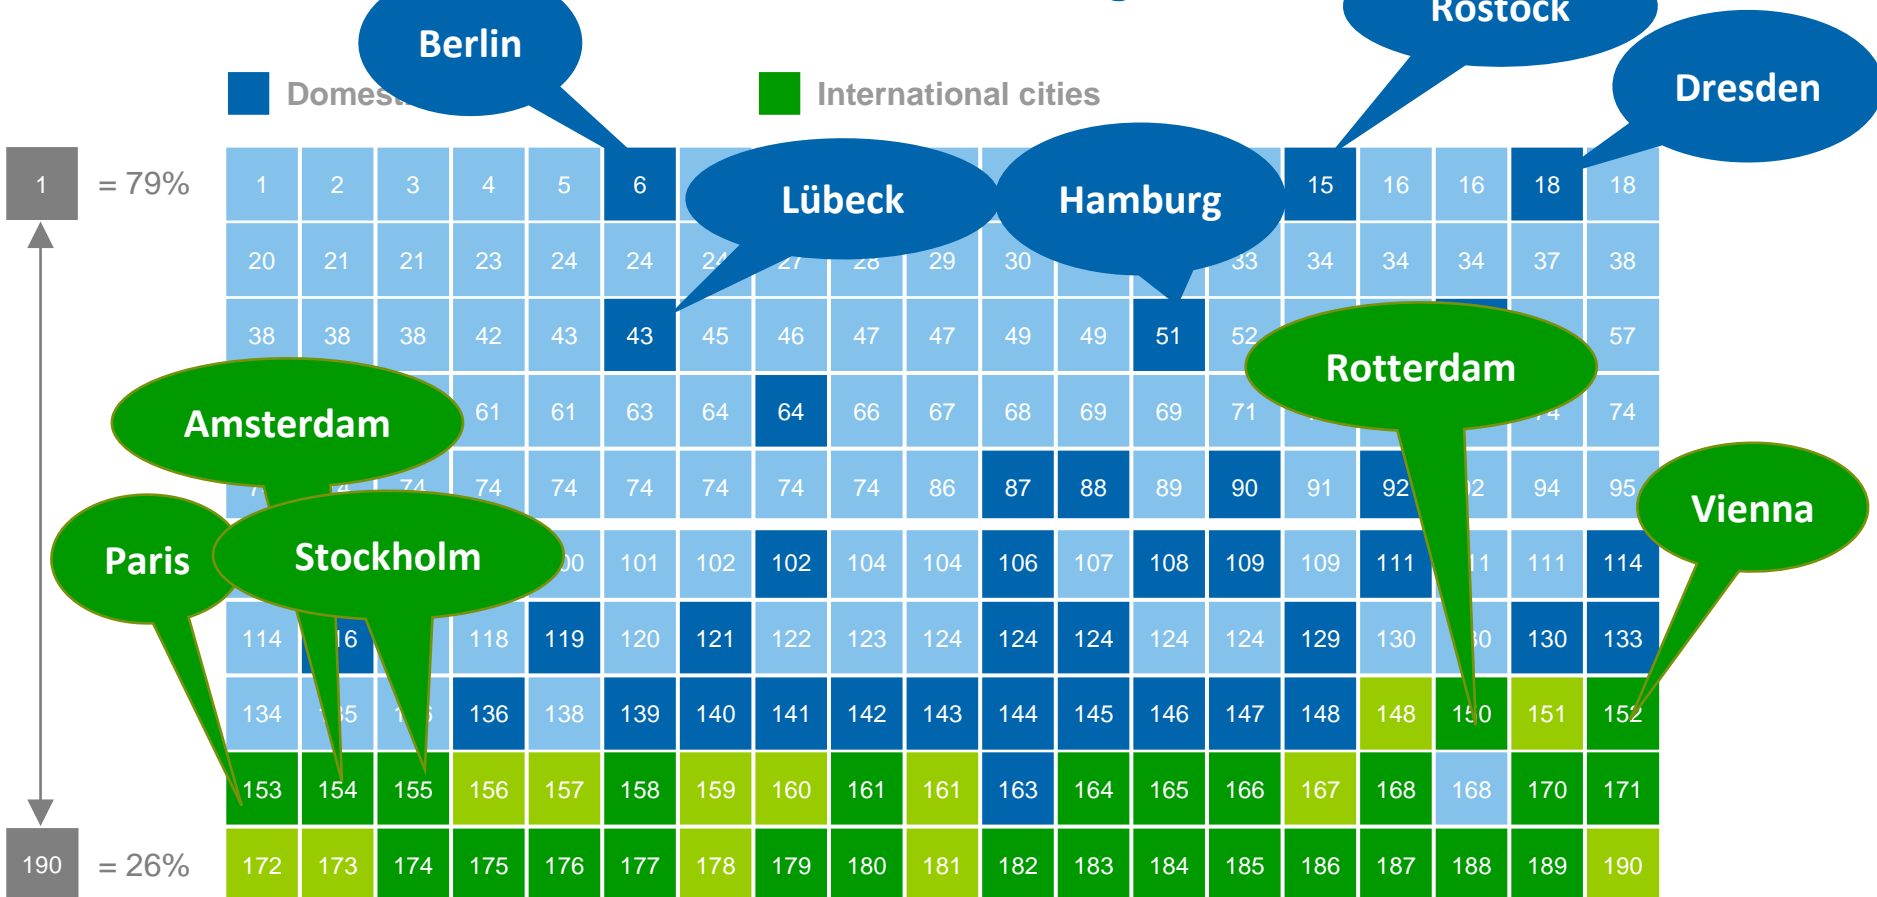 Rostock
Berlin
Dresden
International cities
1 = 79%
1 2 3 4 5 6 15 16 16 18 18
Lübeck
Hamburg
20 21 21 23 24 24 24 27 28 29 30 33 34 34 34 37 38
38 38 38 42 43 43 45 46 47 47 49 49 51 52 57
Rotterdam
Amsterdam
61 61 63 64 64 66 67 68 69 69 71 74 74
74 74 74 74 74 74 74 86 87 88 89 90 91 92 94 95
Vienna
Paris
Stockholm
101 102 102 104 104 106 107 108 109 109 111 111 114
114 118 119 120 121 122 123 124 124 124 124 124 129 130 130 133
134 136 138 139 140 141 142 143 144 145 146 147 148 148 150 151 152
153 154 155 156 157 158 159 160 161 161 163 164 165 166 167 168 168 170 171
190 = 26%
172 173 174 175 176 177 178 179 180 181 182 183 184 185 186 187 188 189 190